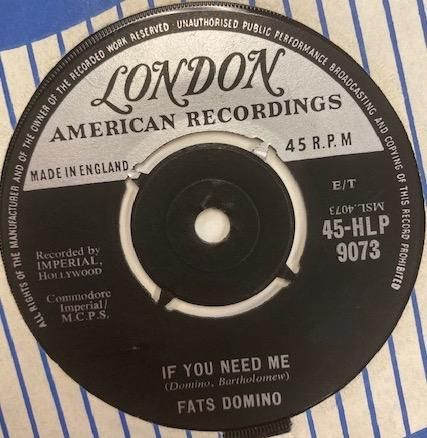 ALL RIGHTS OF THE MANUFACTURER AND OF THE OWNER OF THE RECORDED WORK RESERVED · UNAUTHORISED PUBLIC PERFORMANCE BROADCASTING AND COPYING OF THIS RECORD PROHIBITED
LONDON
AMERICAN RECORDINGS
45 R.P.M
MADE IN ENGLAND
E/T
MSL.4073
45-HLP
9073
Recorded by
IMPERIAL,
HOLLYWOOD
Commodore
Imperial/
M.C.P.S.
IF YOU NEED ME
(Domino, Bartholomew)
FATS DOMINO